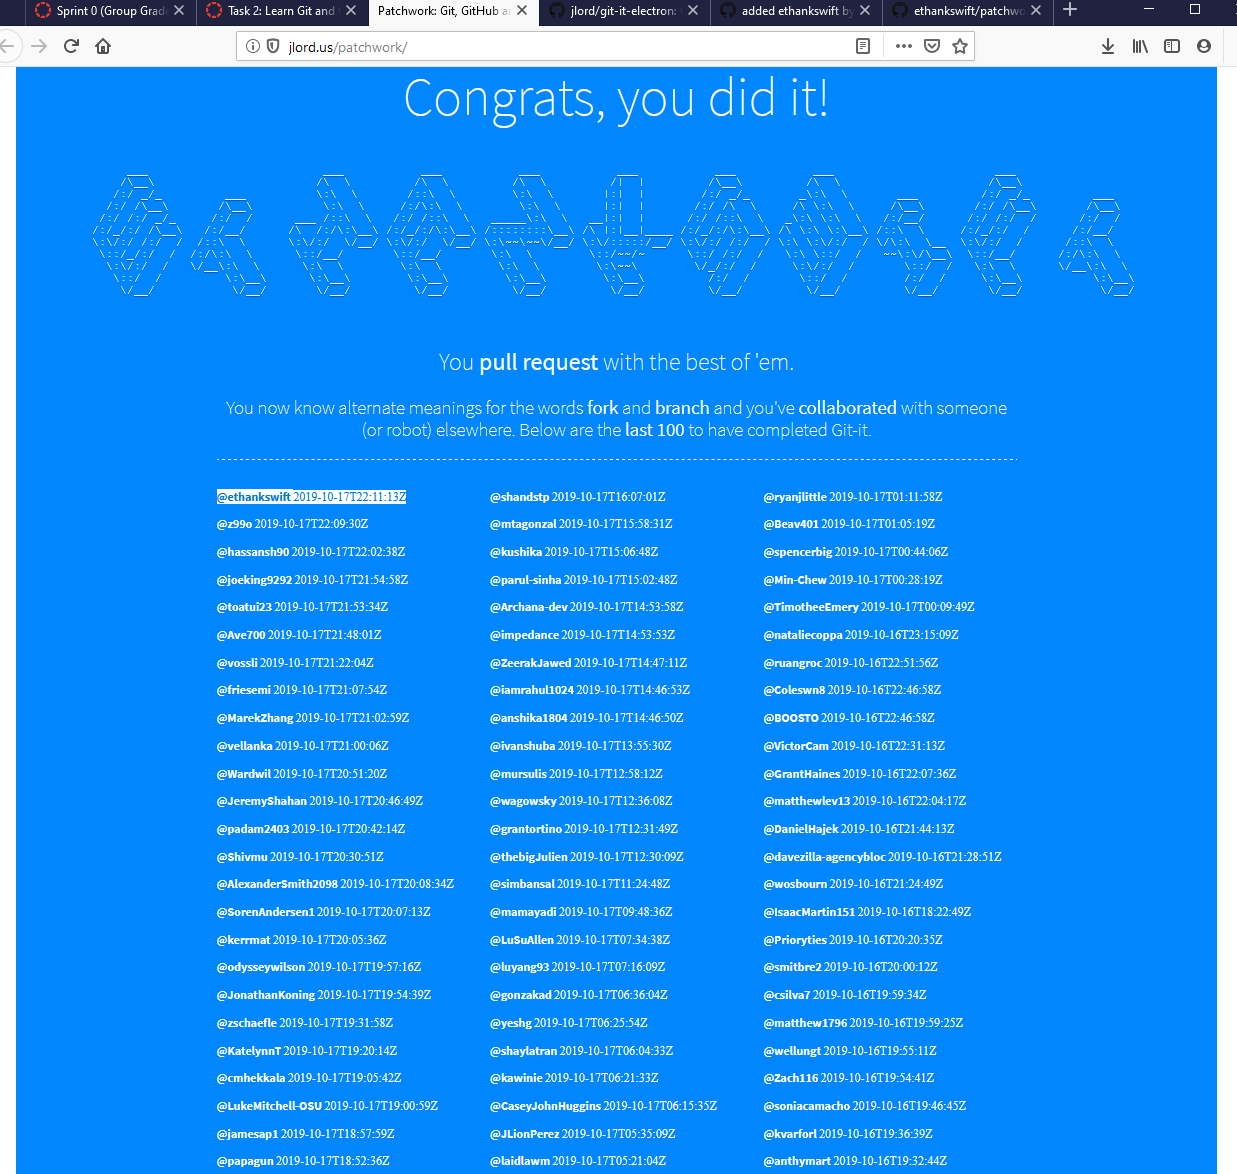 Sprint 0 (Group Grade
Task 2: Learn Git and
Patchwork: Git, GitHub a
jlord/git-it-electron:
added ethankswift by
ethankswift/patchwo
jlord.us/patchwork/
Congrats, you did it!
You pull request with the best of 'em.
You now know alternate meanings for the words fork and branch and you've collaborated with someone
(or robot) elsewhere. Below are the last 100 to have completed Git-it.
@ethankswift 2019-10-17T22:11:13Z
@z99o 2019-10-17T22:09:30Z
@hassansh90 2019-10-17T22:02:38Z
@joeking9292 2019-10-17T21:54:58Z
@toatui23 2019-10-17T21:53:34Z
@Ave700 2019-10-17T21:48:01Z
@vossli 2019-10-17T21:22:04Z
@friesemi 2019-10-17T21:07:54Z
@MarekZhang 2019-10-17T21:02:59Z
@vellanka 2019-10-17T21:00:06Z
@Wardwil 2019-10-17T20:51:20Z
@JeremyShahan 2019-10-17T20:46:49Z
@padam2403 2019-10-17T20:42:14Z
@Shivmu 2019-10-17T20:30:51Z
@AlexanderSmith2098 2019-10-17T20:08:34Z
@SorenAndersen1 2019-10-17T20:07:13Z
@kerrmat 2019-10-17T20:05:36Z
@odysseywilson 2019-10-17T19:57:16Z
@JonathanKoning 2019-10-17T19:54:39Z
@zschaefle 2019-10-17T19:31:58Z
@KatelynnT 2019-10-17T19:20:14Z
@cmhekkala 2019-10-17T19:05:42Z
@LukeMitchell-OSU 2019-10-17T19:00:59Z
@jamesap1 2019-10-17T18:57:59Z
@papagun 2019-10-17T18:52:36Z
@shandstp 2019-10-17T16:07:01Z
@mtagonzal 2019-10-17T15:58:31Z
@kushika 2019-10-17T15:06:48Z
@parul-sinha 2019-10-17T15:02:48Z
@Archana-dev 2019-10-17T14:53:58Z
@impedance 2019-10-17T14:53:53Z
@ZeerakJawed 2019-10-17T14:47:11Z
@iamrahul1024 2019-10-17T14:46:53Z
@anshika1804 2019-10-17T14:46:50Z
@ivanshuba 2019-10-17T13:55:30Z
@mursulis 2019-10-17T12:58:12Z
@wagowsky 2019-10-17T12:36:08Z
@grantortino 2019-10-17T12:31:49Z
@thebigJulien 2019-10-17T12:30:09Z
@simbansal 2019-10-17T11:24:48Z
@mamayadi 2019-10-17T09:48:36Z
@LuSuAllen 2019-10-17T07:34:38Z
@luyang93 2019-10-17T07:16:09Z
@gonzakad 2019-10-17T06:36:04Z
@yeshg 2019-10-17T06:25:54Z
@shaylatran 2019-10-17T06:04:33Z
@kawinie 2019-10-17T06:21:33Z
@CaseyJohnHuggins 2019-10-17T06:15:35Z
@JLionPerez 2019-10-17T05:35:09Z
@laidlawm 2019-10-17T05:21:04Z
@ryanjlittle 2019-10-17T01:11:58Z
@Beav401 2019-10-17T01:05:19Z
@spencerbig 2019-10-17T00:44:06Z
@Min-Chew 2019-10-17T00:28:19Z
@TimotheeEmery 2019-10-17T00:09:49Z
@nataliecoppa 2019-10-16T23:15:09Z
@ruangroc 2019-10-16T22:51:56Z
@Coleswn8 2019-10-16T22:46:58Z
@BOOSTO 2019-10-16T22:46:58Z
@VictorCam 2019-10-16T22:31:13Z
@GrantHaines 2019-10-16T22:07:36Z
@matthewlev13 2019-10-16T22:04:17Z
@DanielHajek 2019-10-16T21:44:13Z
@davezilla-agencybloc 2019-10-16T21:28:51Z
@wosbourn 2019-10-16T21:24:49Z
@IsaacMartin151 2019-10-16T18:22:49Z
@Prioryties 2019-10-16T20:20:35Z
@smitbre2 2019-10-16T20:00:12Z
@csilva7 2019-10-16T19:59:34Z
@matthew1796 2019-10-16T19:59:25Z
@wellungt 2019-10-16T19:55:11Z
@Zach116 2019-10-16T19:54:41Z
@soniacamacho 2019-10-16T19:46:45Z
@kvarforl 2019-10-16T19:36:39Z
@anthymart 2019-10-16T19:32:44Z